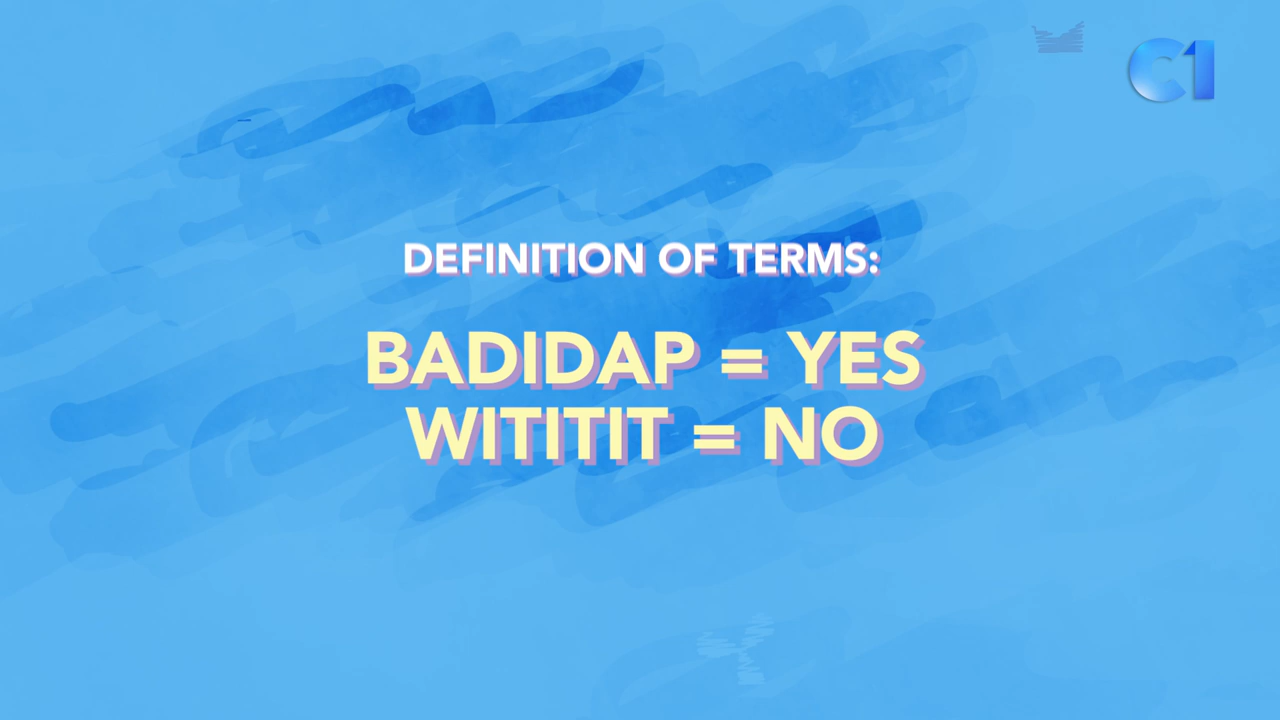 C1
DEFINITION OF TERMS:
BADIDAP = YES
WITITIT = NO